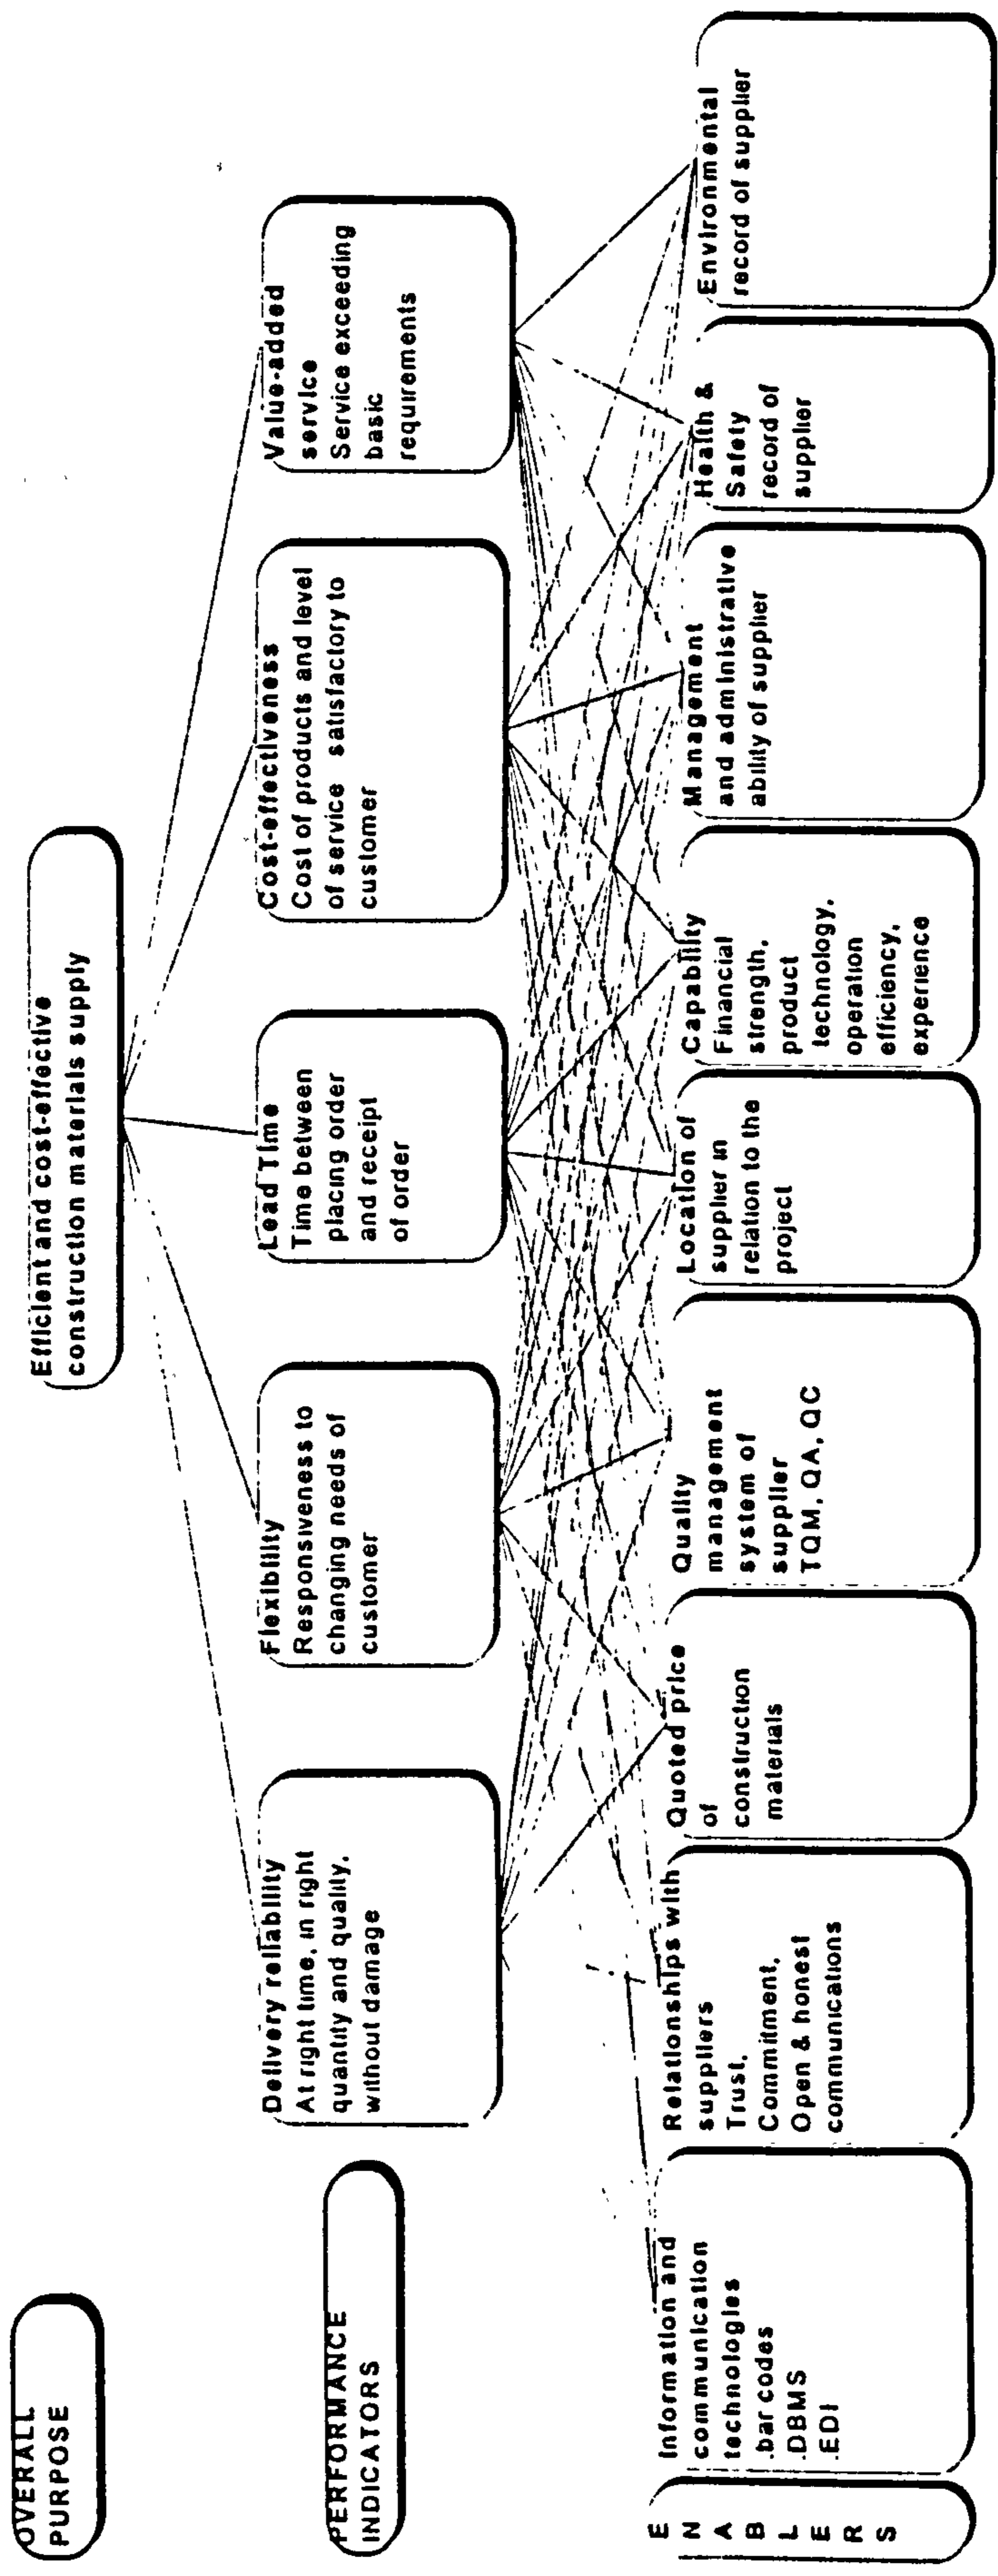 OVERALL
PURPOSE
Efficient and cost-effective
construction materials supply
PERFORMANCE
INDICATORS
Delivery reliability
At right time, in right
quantity and quality,
without damage
Flexibility
Responsiveness to
changing needs of
customer
Lead Time
Time between
placing order
and receipt
of order
Cost-effectiveness
Cost of products and level
of service satisfactory to
customer
Value-added
service
Service exceeding
basic
requirements
E
N
A
B
L
E
R
S
Information and
communication
technologies
.bar codes
.DBMS
.EDI
Relationships with
suppliers
Trust,
Commitment,
Open & honest
communications
Quoted price
of
construction
materials
Quality
management
system of
supplier
TQM, QA, QC
Location of
supplier in
relation to the
project
Capability
Financial
strength,
product
technology,
operation
efficiency,
experience
Management
and administrative
ability of supplier
Health &
Safety
record of
supplier
Environmental
record of supplier